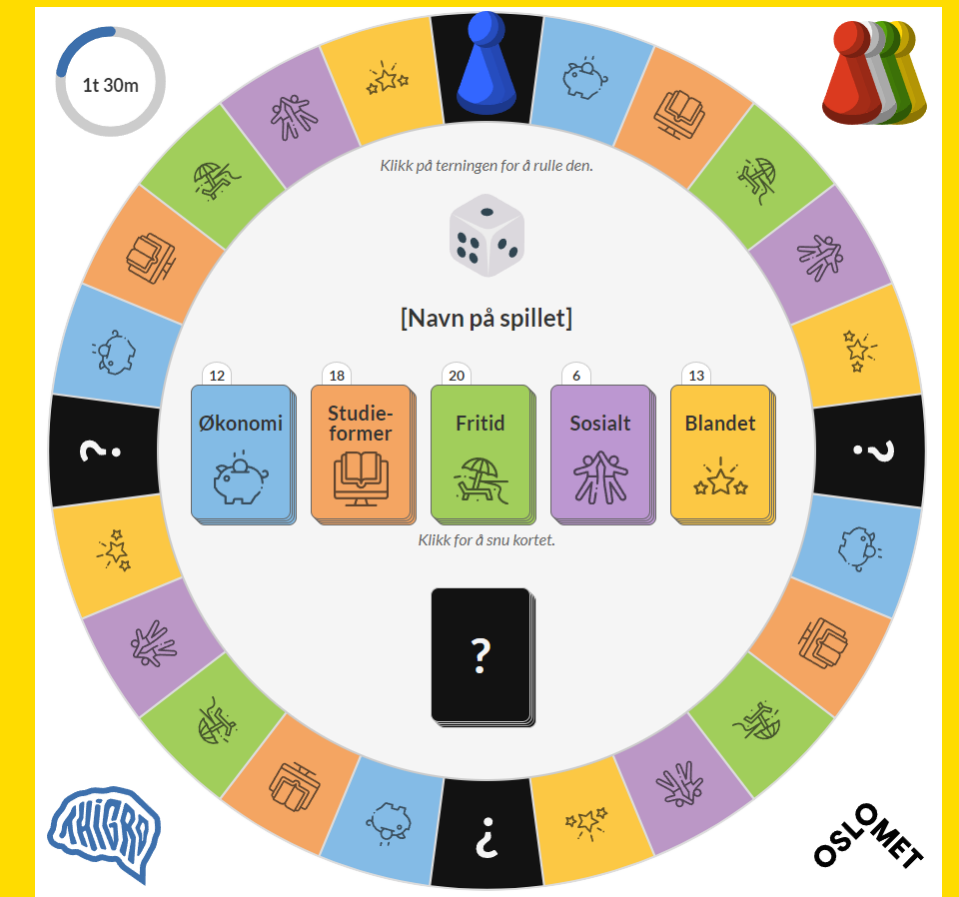 1t 30m
Klikk på terningen for å rulle den.
[Navn på spillet]
12
18
20
6
13
Økonomi
Studie-
former
Fritid
Sosialt
Blandet
Klikk for å snu kortet.
?
?
?
?
KHIGRO
OSLOMET